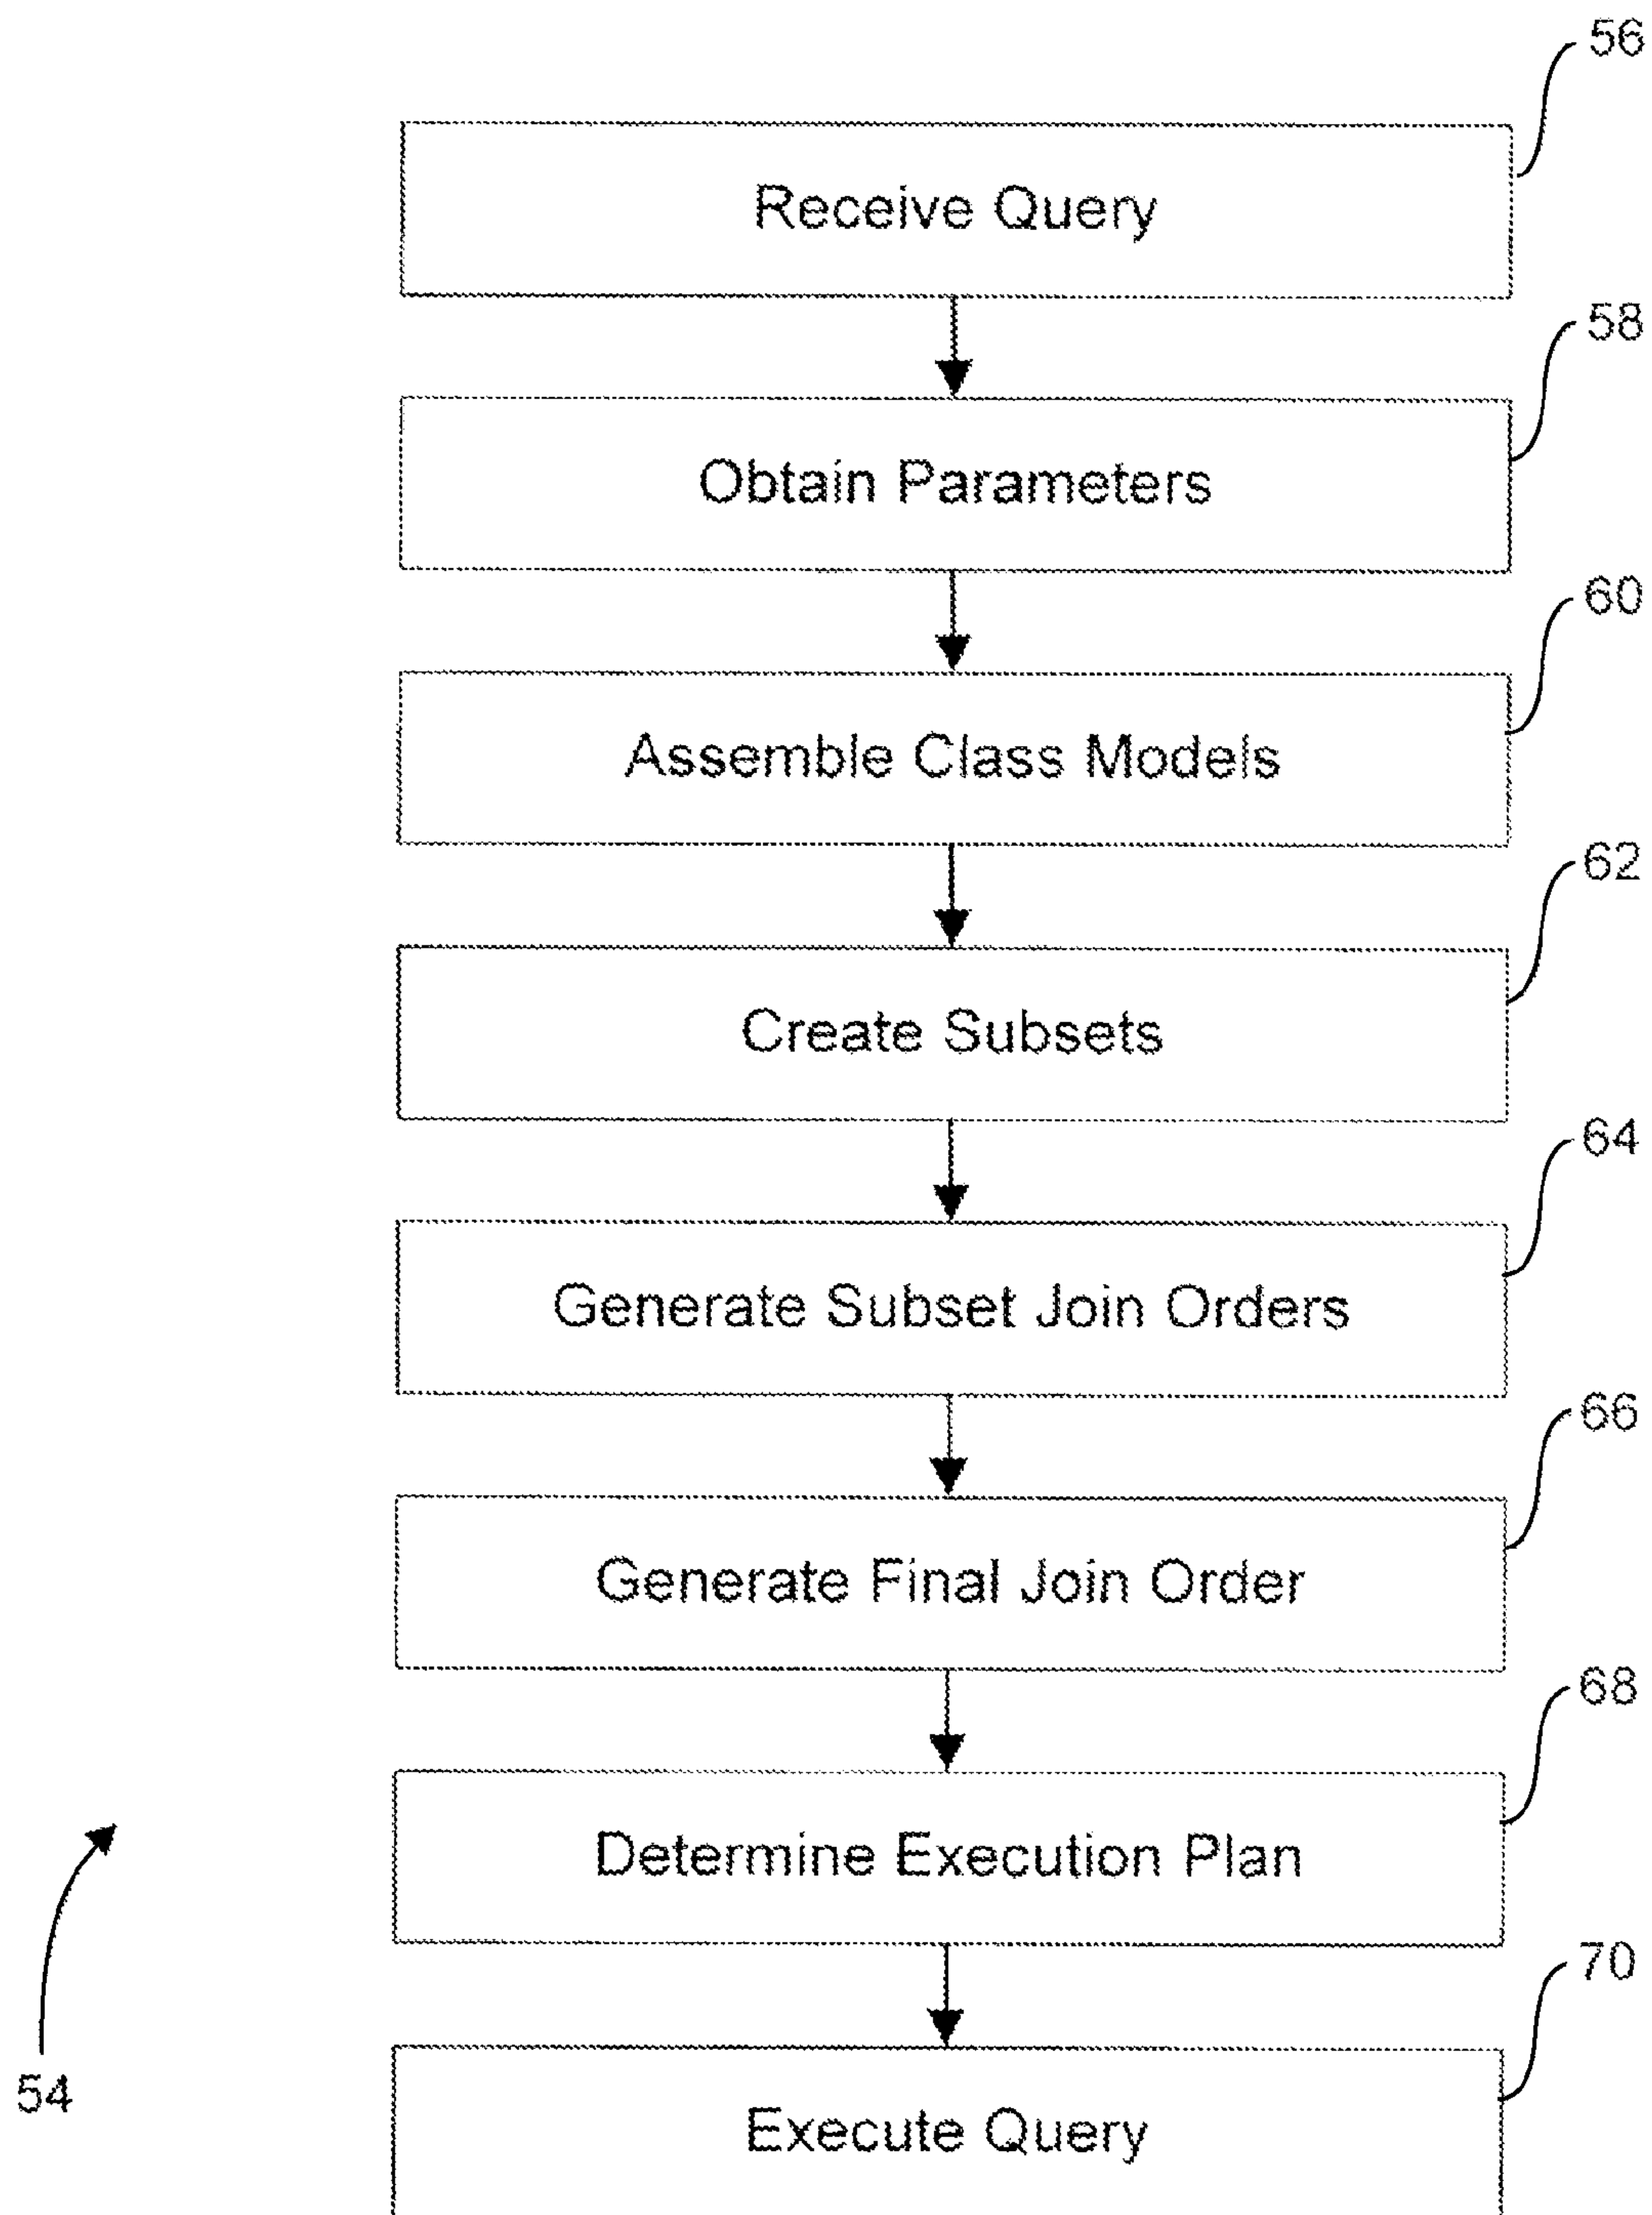 56
Receive Query
58
Obtain Parameters
60
Assemble Class Models
62
Create Subsets
64
Generate Subset Join Orders
66
Generate Final Join Order
68
Determine Execution Plan
70
54
Execute Query